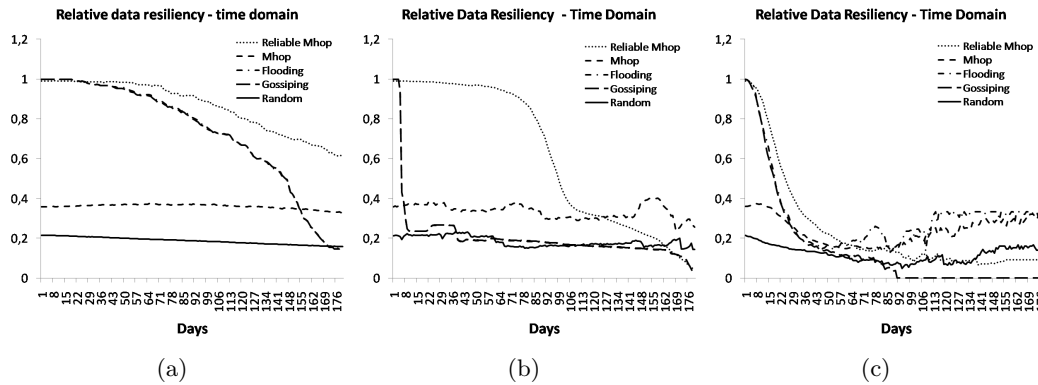 Relative data resiliency - time domain
1,2
1
0,8
0,6
0,4
0,2
0
Reliable Mhop
Mhop
Flooding
Gossiping
Random
1 8 15 22 29 36 43 50 57 64 71 78 85 92 99 106 113 120 127 134 141 148 155 162 169 176
Days
(a)
Relative Data Resiliency - Time Domain
1,2
1
0,8
0,6
0,4
0,2
0
Reliable Mhop
Mhop
Flooding
Gossiping
Random
1 8 15 22 29 36 43 50 57 64 71 78 85 92 99 106 113 120 127 134 141 148 155 162 169 176
Days
(b)
Relative Data Resiliency - Time Domain
1,2
1
0,8
0,6
0,4
0,2
0
Reliable Mhop
Mhop
Flooding
Gossiping
Random
1 8 15 22 29 36 43 50 57 64 71 78 85 92 99 106 113 120 127 134 141 148 155 162 169
Days
(c)